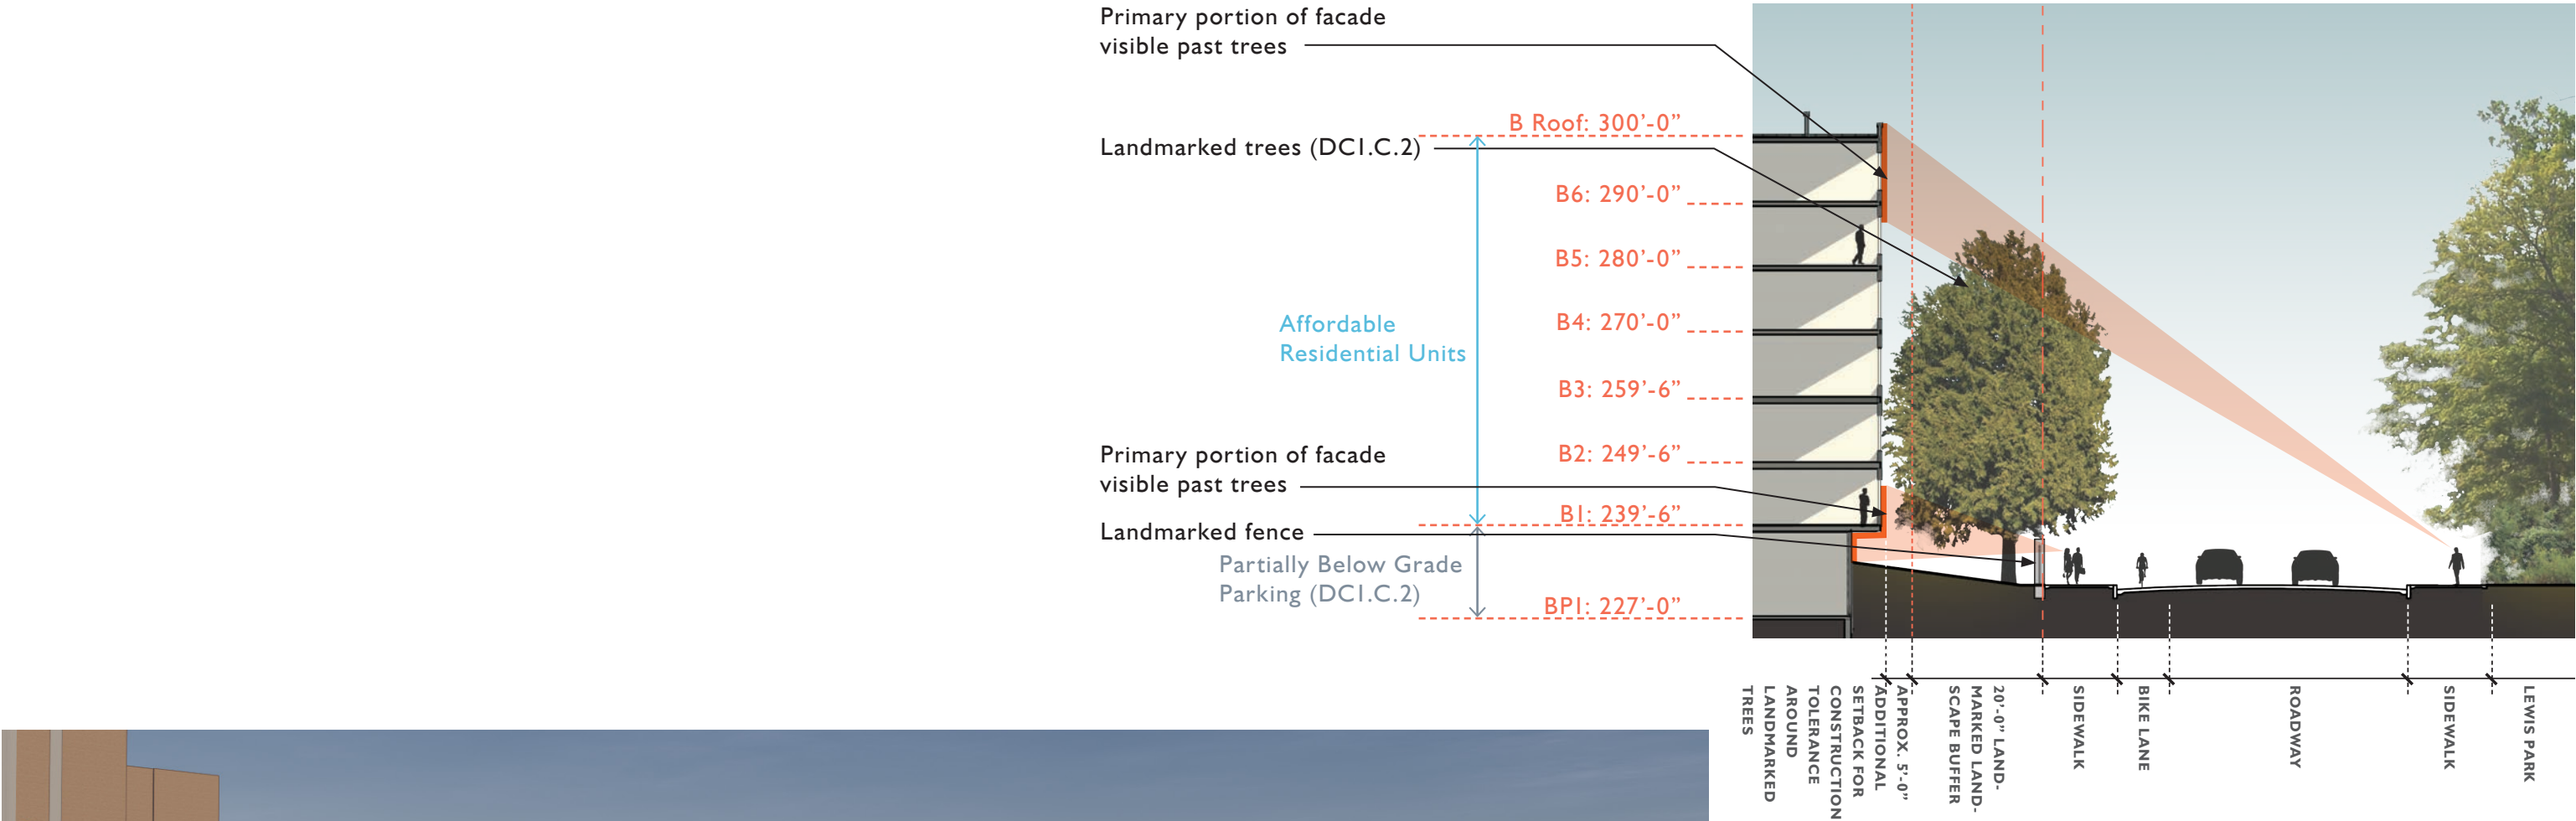 Primary portion of facade
visible past trees
B Roof: 300’-0”
Landmarked trees (DC1.C.2)
B6: 290’-0”
B5: 280’-0”
Affordable
Residential Units
B4: 270’-0”
B3: 259’-6”
Primary portion of facade
visible past trees
B2: 249’-6”
B1: 239’-6”
Landmarked fence
Partially Below Grade
Parking (DC1.C.2)
BP1: 227’-0”
APPROX. 5’-0”
ADDITIONAL
SETBACK FOR
CONSTRUCTION
TOLERANCE
AROUND
LANDMARKED
TREES
20’-0” LAND-
MARKED LAND-
SCAPE BUFFER
SIDEWALK
BIKE LANE
ROADWAY
SIDEWALK
LEWIS PARK